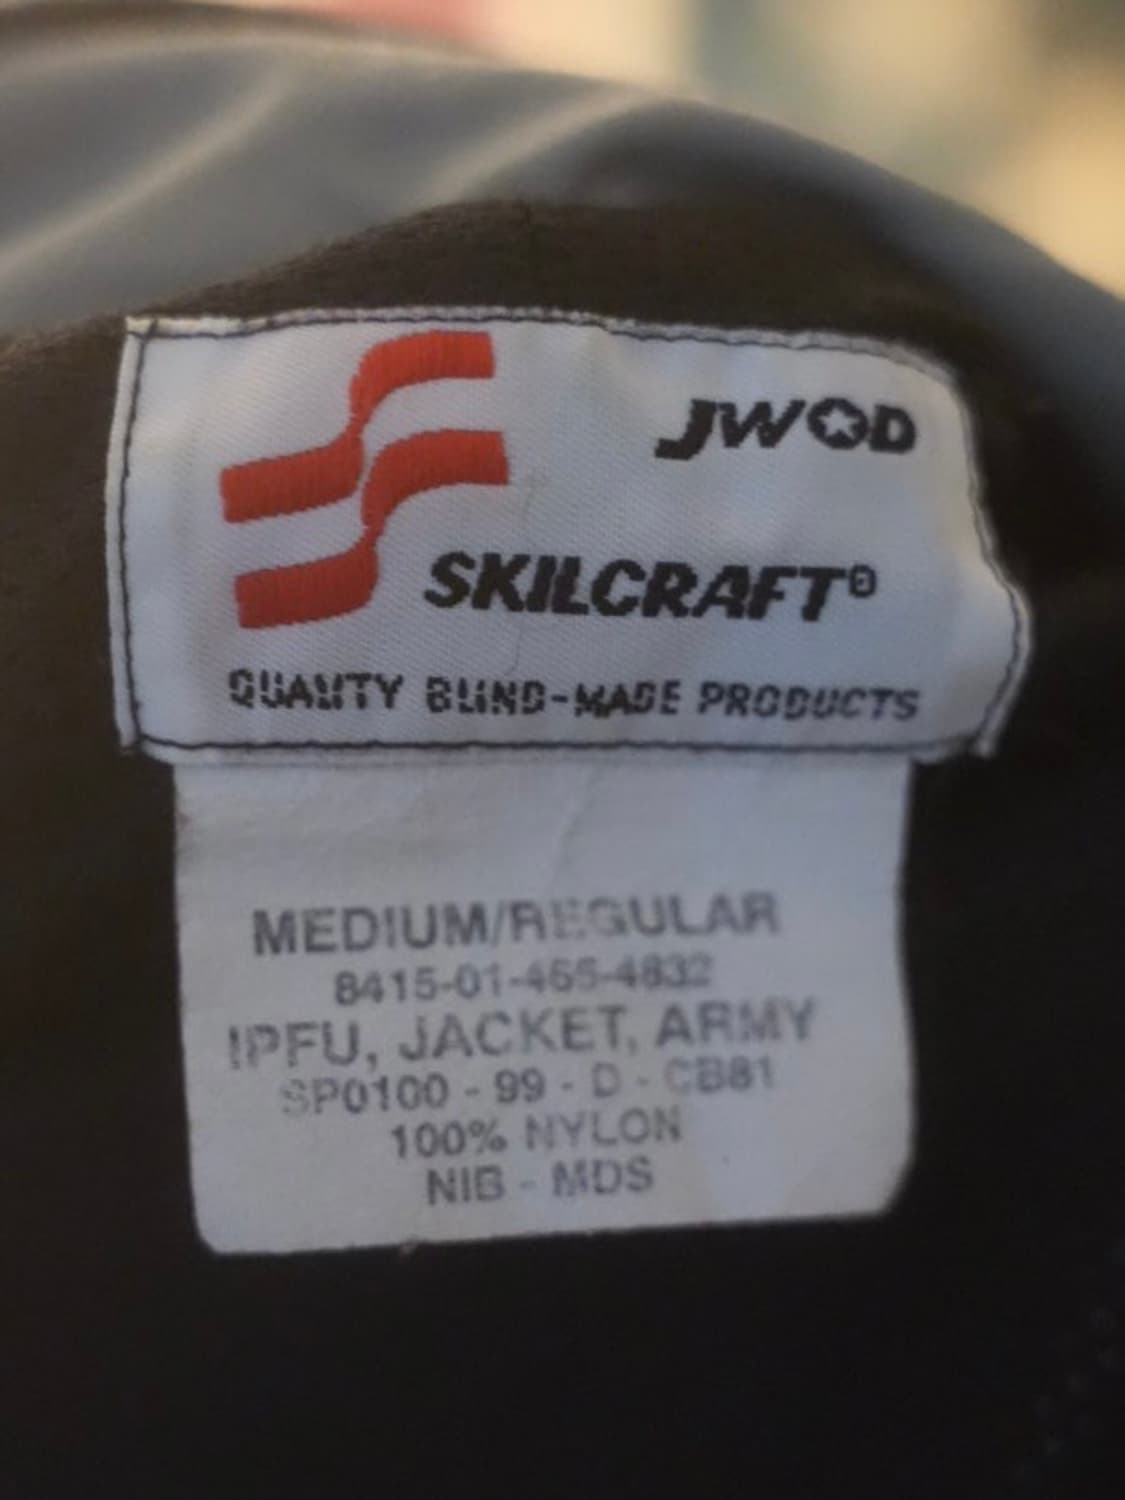 JWOD
SKILCRAFT®
QUALITY BLIND-MADE PRODUCTS
MEDIUM/REGULAR
8415-01-465-4832
IPFU, JACKET, ARMY
SP0100 - 99 - D - CB81
100% NYLON
NIB - MDS